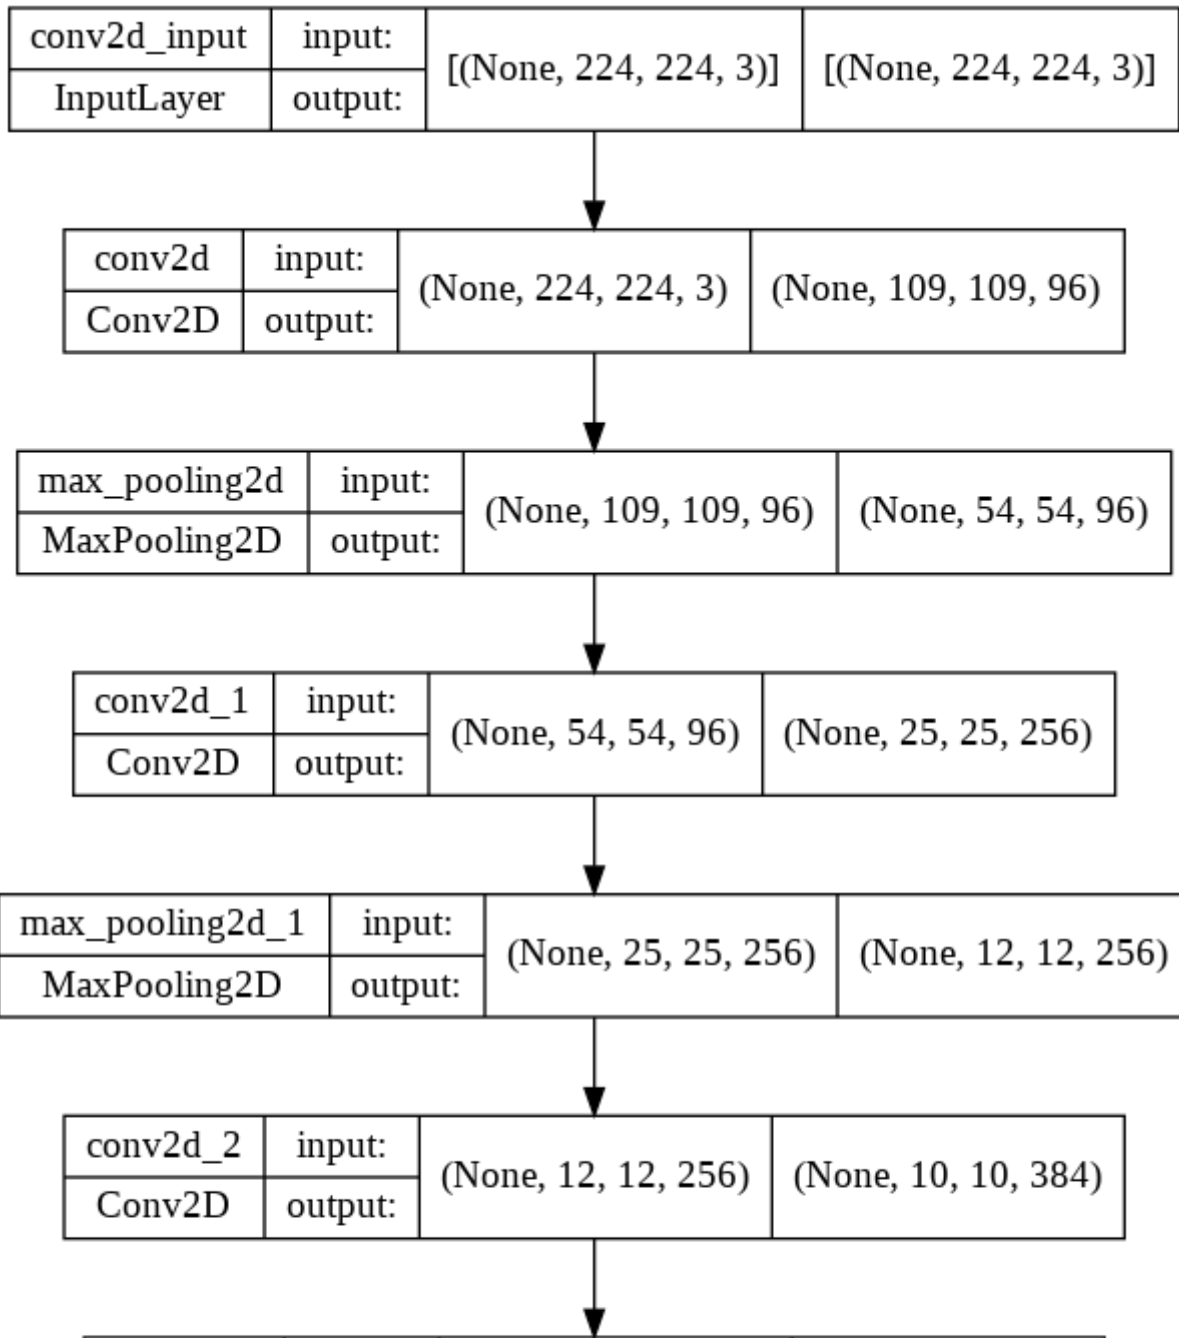 conv2d_input input: [(None, 224, 224, 3)] [(None, 224, 224, 3)]
InputLayer output:
conv2d input: (None, 224, 224, 3) (None, 109, 109, 96)
Conv2D output:
max_pooling2d input: (None, 109, 109, 96) (None, 54, 54, 96)
MaxPooling2D output:
conv2d_1 input: (None, 54, 54, 96) (None, 25, 25, 256)
Conv2D output:
max_pooling2d_1 input: (None, 25, 25, 256) (None, 12, 12, 256)
MaxPooling2D output:
conv2d_2 input: (None, 12, 12, 256) (None, 10, 10, 384)
Conv2D output: